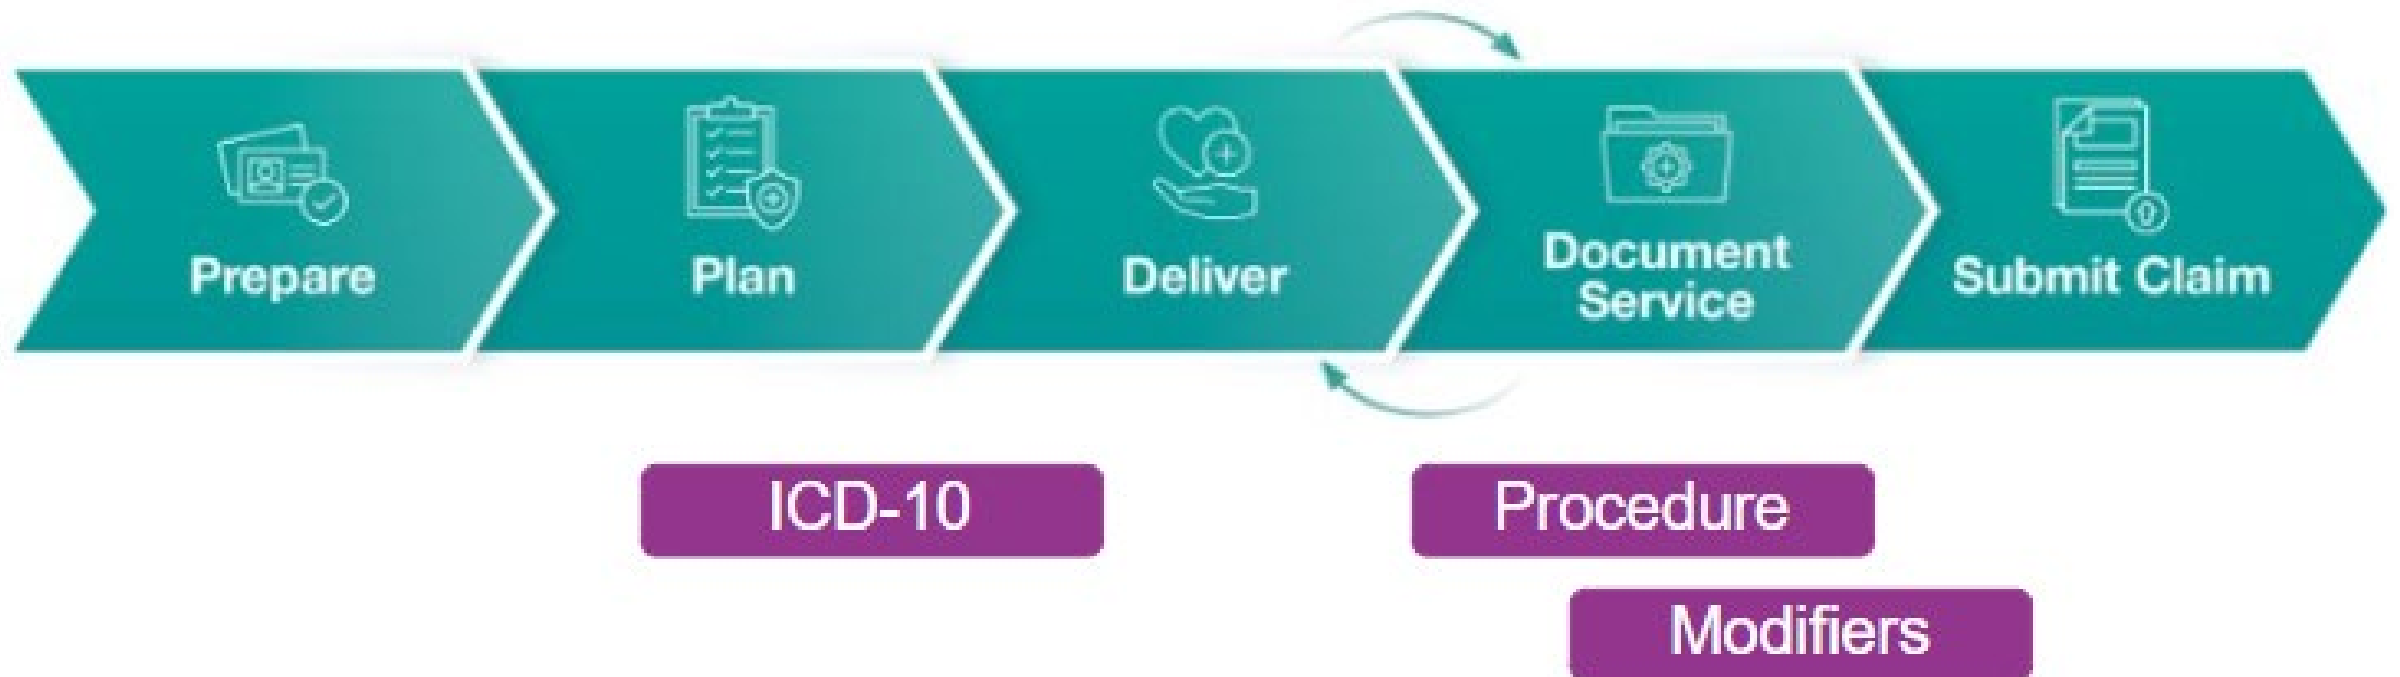 Prepare
Plan
Deliver
Document
Service
Submit Claim
ICD-10
Procedure
Modifiers